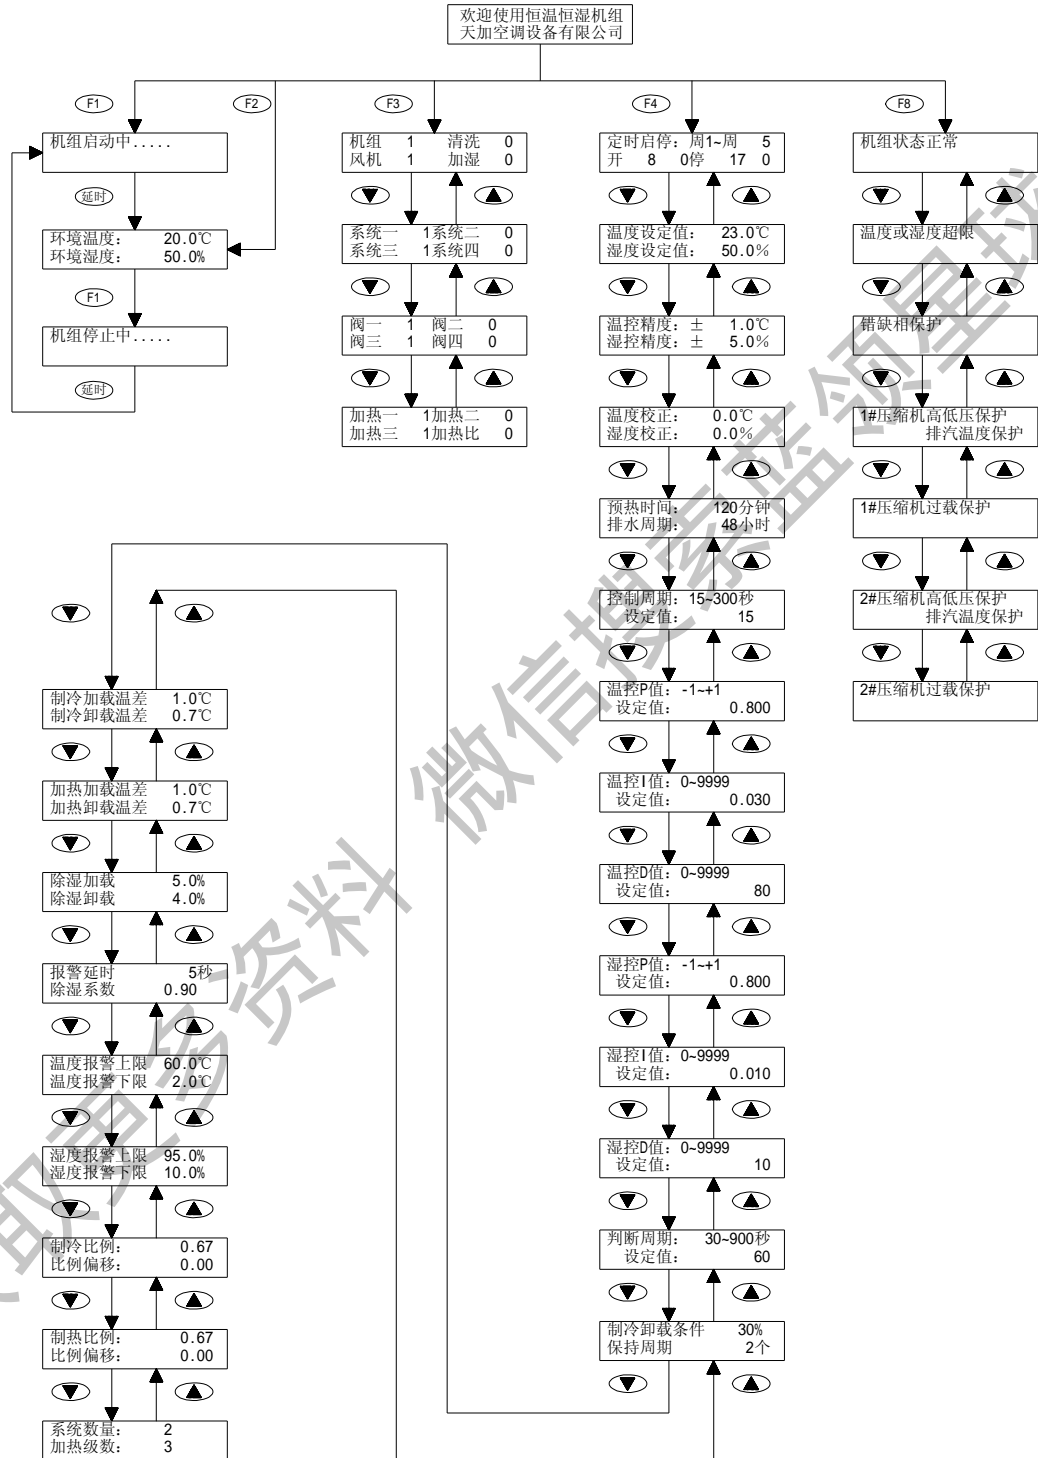 欢迎使用恒温恒湿机组
天加空调设备有限公司
F1
F2
F3
F4
F8
机组启动中.....
延时
环境温度: 20.0℃
环境湿度: 50.0%
F1
机组停止中.....
延时
机组 1 清洗 0
风机 1 加湿 0
系统一 1系统二 0
系统三 1系统四 0
阀一 1 阀二 0
阀三 1 阀四 0
加热一 1加热二 0
加热三 1加热比 0
定时启停: 周1~周 5
开 8 0停 17 0
温度设定值: 23.0℃
湿度设定值: 50.0%
温控精度: ± 1.0℃
湿控精度: ± 5.0%
温度校正: 0.0℃
湿度校正: 0.0%
预热时间: 120分钟
排水周期: 48小时
控制周期: 15~300秒
设定值: 15
温控P值: -1~+1
设定值: 0.800
温控I值: 0~9999
设定值: 0.030
温控D值: 0~9999
设定值: 80
湿控P值: -1~+1
设定值: 0.800
湿控I值: 0~9999
设定值: 0.010
湿控D值: 0~9999
设定值: 10
判断周期: 30~900秒
设定值: 60
制冷卸载条件 30%
保持周期 2个
机组状态正常
温度或湿度超限
错缺相保护
1#压缩机高低压保护
排汽温度保护
1#压缩机过载保护
2#压缩机高低压保护
排汽温度保护
2#压缩机过载保护
制冷加载温差 1.0℃
制冷卸载温差 0.7℃
加热加载温差 1.0℃
加热卸载温差 0.7℃
除湿加载 5.0%
除湿卸载 4.0%
报警延时 5秒
除湿系数 0.90
温度报警上限 60.0℃
温度报警下限 2.0℃
湿度报警上限 95.0%
湿度报警下限 10.0%
制冷比例: 0.67
比例偏移: 0.00
制热比例: 0.67
比例偏移: 0.00
系统数量: 2
加热级数: 3
取更多资料 微信搜索蓝领星球